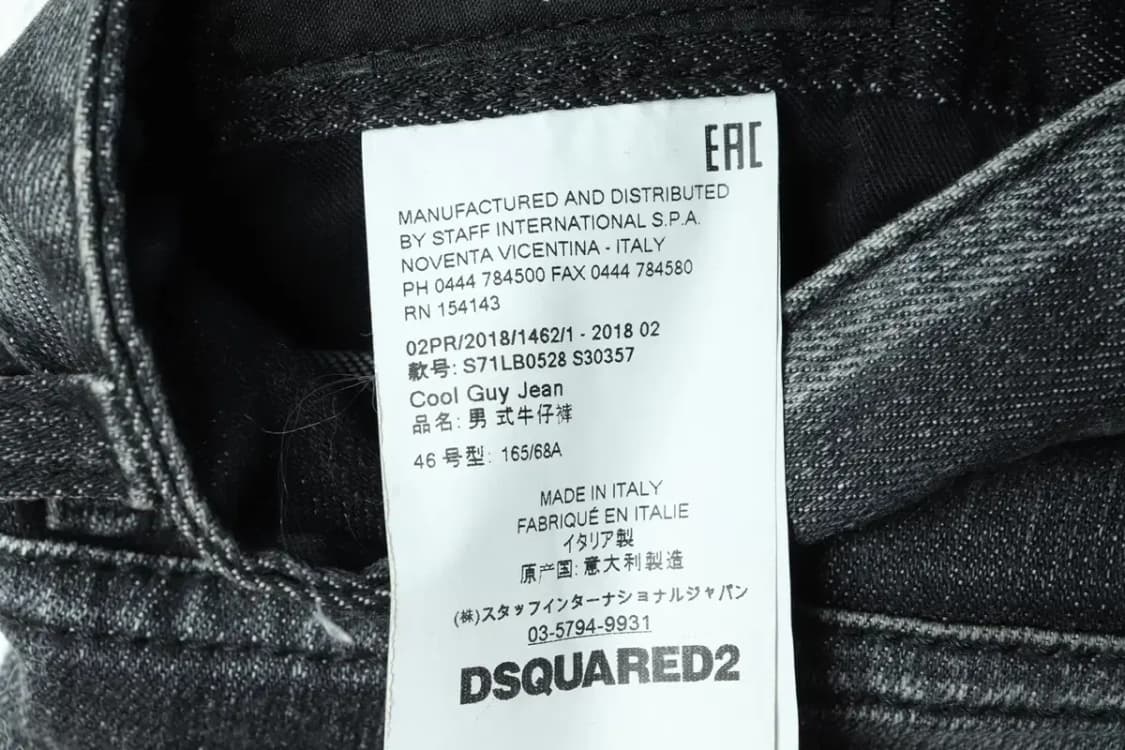 EAC
MANUFACTURED AND DISTRIBUTED
BY STAFF INTERNATIONAL S.P.A.
NOVENTA VICENTINA - ITALY
PH 0444 784500 FAX 0444 784580
RN 154143
02PR/2018/1462/1 - 2018 02
款号: S71LB0528 S30357
Cool Guy Jean
品名: 男 式牛仔裤
46 号型: 165/68A
MADE IN ITALY
FABRIQUÉ EN ITALIE
イタリア製
原产国: 意大利製造
(株)スタッフインターナショナルジャパン
03-5794-9931
DSQUARED2